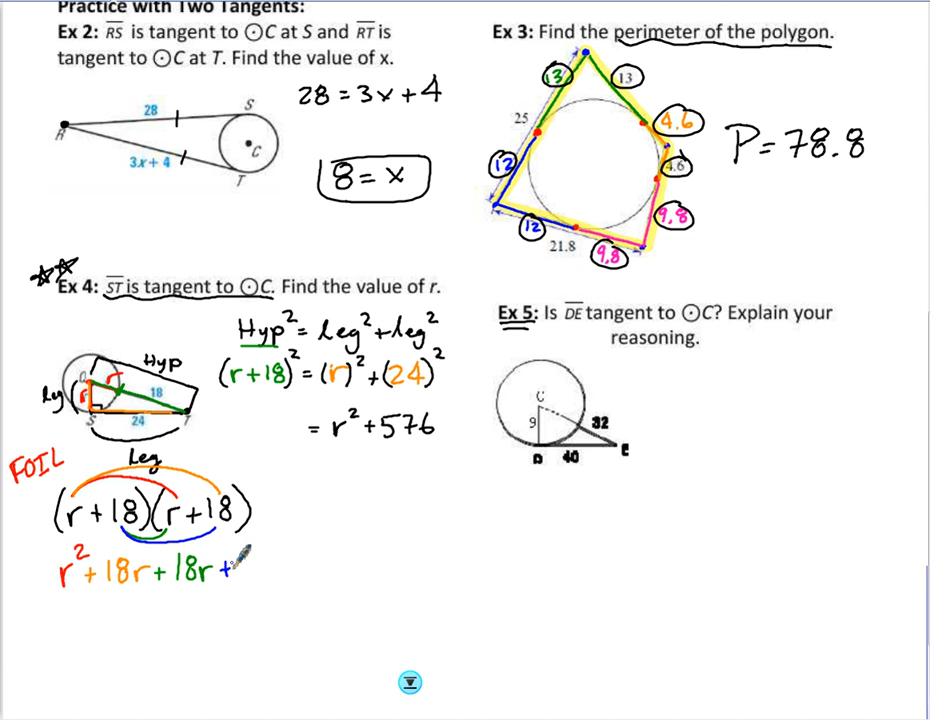 Practice with Two Tangents:
Ex 2: RS is tangent to ⊙C at S and RT is
tangent to ⊙C at T. Find the value of x.
28 = 3x + 4
28
S
R
C
3x + 4
T
8 = x
Ex 3: Find the perimeter of the polygon.
13
13
25
4.6
4.6
12
9.8
12
21.8
9.8
P = 78.8
Ex 4: ST is tangent to ⊙C. Find the value of r.
Hyp² = leg² + leg²
(r + 18)² = (r)² + (24)²
= r² + 576
Hyp
leg
r
r
18
S
24
T
Leg
FOIL
(r + 18)(r + 18)
r² + 18r + 18r +
Ex 5: Is DE tangent to ⊙C? Explain your
reasoning.
C
9
32
D
40
E